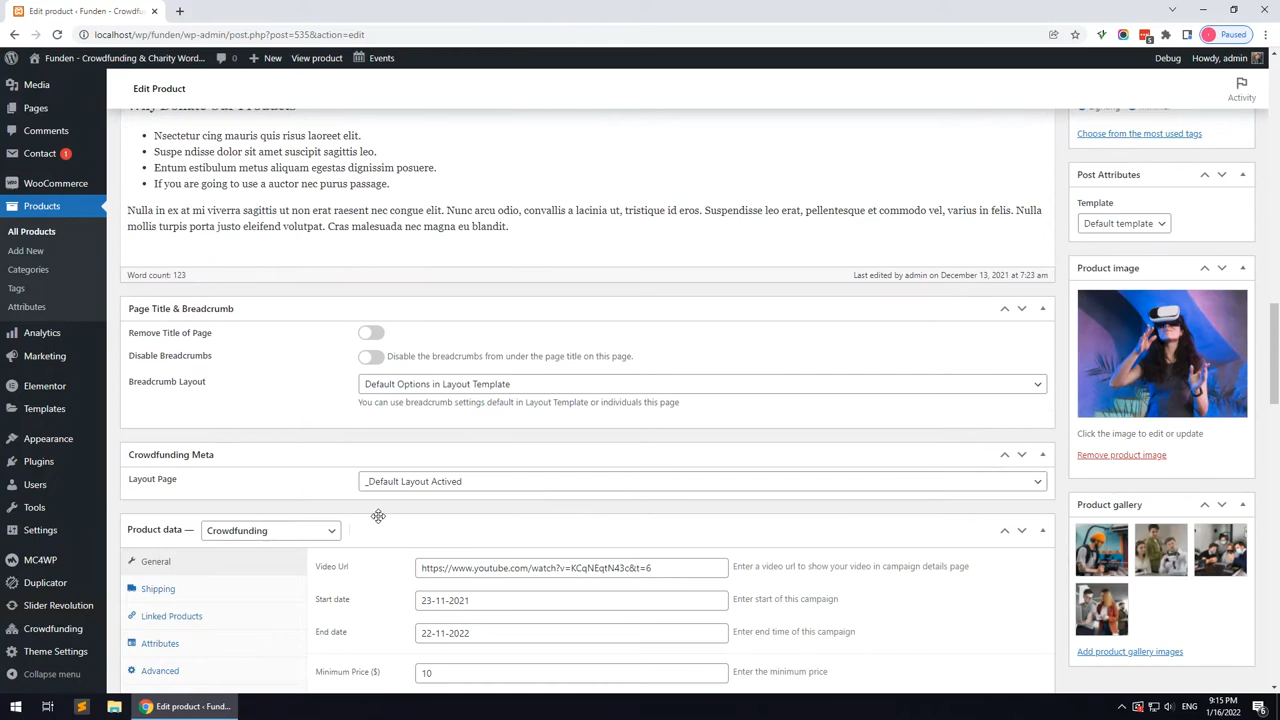 Edit product ‹ Funden - Crowdfunding
localhost/wp/funden/wp-admin/post.php?post=535&action=edit
5
Paused
Funden - Crowdfunding & Charity Word...
0
New
View product
Events
Debug
Howdy, admin
Media
Pages
Comments
Contact 1
WooCommerce
Products
All Products
Add New
Categories
Tags
Attributes
Analytics
Marketing
Elementor
Templates
Appearance
Plugins
Users
Tools
Settings
MC4WP
Duplicator
Slider Revolution
Crowdfunding
Theme Settings
Collapse menu
Edit Product
Activity
Why Donate Our Products
Nsectetur cing mauris quis risus laoreet elit.
Suspe ndisse dolor sit amet suscipit sagittis leo.
Entum estibulum metus aliquam egestas dignissim posuere.
If you are going to use a auctor nec purus passage.
Nulla in ex at mi viverra sagittis ut non erat raesent nec congue elit. Nunc arcu odio, convallis a lacinia ut, tristique id eros. Suspendisse leo erat, pellentesque et commodo vel, varius in felis. Nulla
mollis turpis porta justo eleifend volutpat. Cras malesuada nec magna eu blandit.
Word count: 123
Last edited by admin on December 13, 2021 at 7:23 am
Page Title & Breadcrumb
Remove Title of Page
Disable Breadcrumbs
Disable the breadcrumbs from under the page title on this page.
Breadcrumb Layout
Default Options in Layout Template
You can use breadcrumb settings default in Layout Template or individuals this page
Crowdfunding Meta
Layout Page
_Default Layout Actived
Product data —
Crowdfunding
General
Shipping
Linked Products
Attributes
Advanced
Video Url
https://www.youtube.com/watch?v=KCqNEqtN43c&t=6
Enter a video url to show your video in campaign details page
Start date
23-11-2021
Enter start of this campaign
End date
22-11-2022
Enter end time of this campaign
Minimum Price ($)
10
Enter the minimum price
Choose from the most used tags
Post Attributes
Template
Default template
Product image
Click the image to edit or update
Remove product image
Product gallery
Add product gallery images
Edit product ‹ Fund...
ENG
9:15 PM
1/16/2022
6